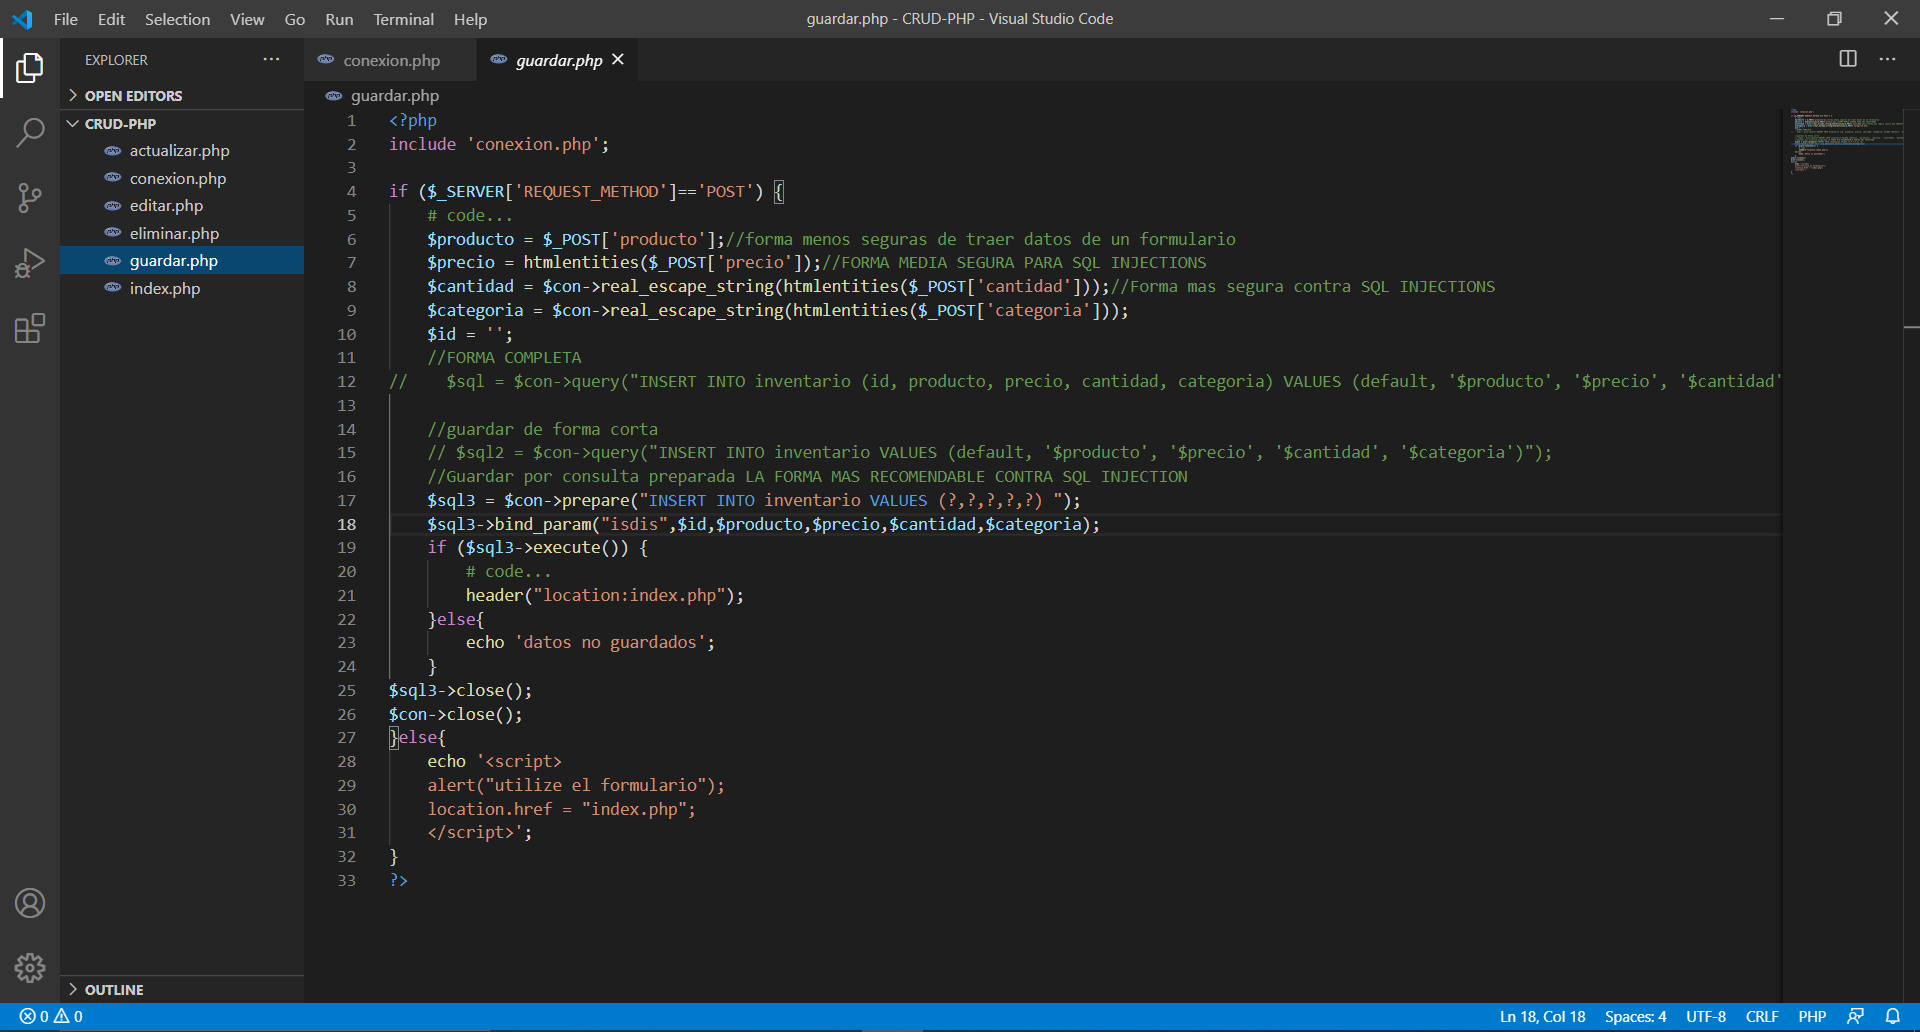 File Edit Selection View Go Run Terminal Help
guardar.php - CRUD-PHP - Visual Studio Code
EXPLORER
OPEN EDITORS
CRUD-PHP
actualizar.php
conexion.php
editar.php
eliminar.php
guardar.php
index.php
OUTLINE
conexion.php
guardar.php
guardar.php
1 <?php
2 include 'conexion.php';
3
4 if ($_SERVER['REQUEST_METHOD']=='POST') {
5 # code...
6 $producto = $_POST['producto'];//forma menos seguras de traer datos de un formulario
7 $precio = htmlentities($_POST['precio']);//FORMA MEDIA SEGURA PARA SQL INJECTIONS
8 $cantidad = $con->real_escape_string(htmlentities($_POST['cantidad']));//Forma mas segura contra SQL INJECTIONS
9 $categoria = $con->real_escape_string(htmlentities($_POST['categoria']));
10 $id = '';
11 //FORMA COMPLETA
12 // $sql = $con->query("INSERT INTO inventario (id, producto, precio, cantidad, categoria) VALUES (default, '$producto', '$precio', '$cantidad'
13
14 //guardar de forma corta
15 // $sql2 = $con->query("INSERT INTO inventario VALUES (default, '$producto', '$precio', '$cantidad', '$categoria')");
16 //Guardar por consulta preparada LA FORMA MAS RECOMENDABLE CONTRA SQL INJECTION
17 $sql3 = $con->prepare("INSERT INTO inventario VALUES (?,?,?,?,?) ");
18 $sql3->bind_param("isdis",$id,$producto,$precio,$cantidad,$categoria);
19 if ($sql3->execute()) {
20 # code...
21 header("location:index.php");
22 }else{
23 echo 'datos no guardados';
24 }
25 $sql3->close();
26 $con->close();
27 }else{
28 echo '<script>
29 alert("utilize el formulario");
30 location.href = "index.php";
31 </script>';
32 }
33 ?>
0 0
Ln 18, Col 18 Spaces: 4 UTF-8 CRLF PHP